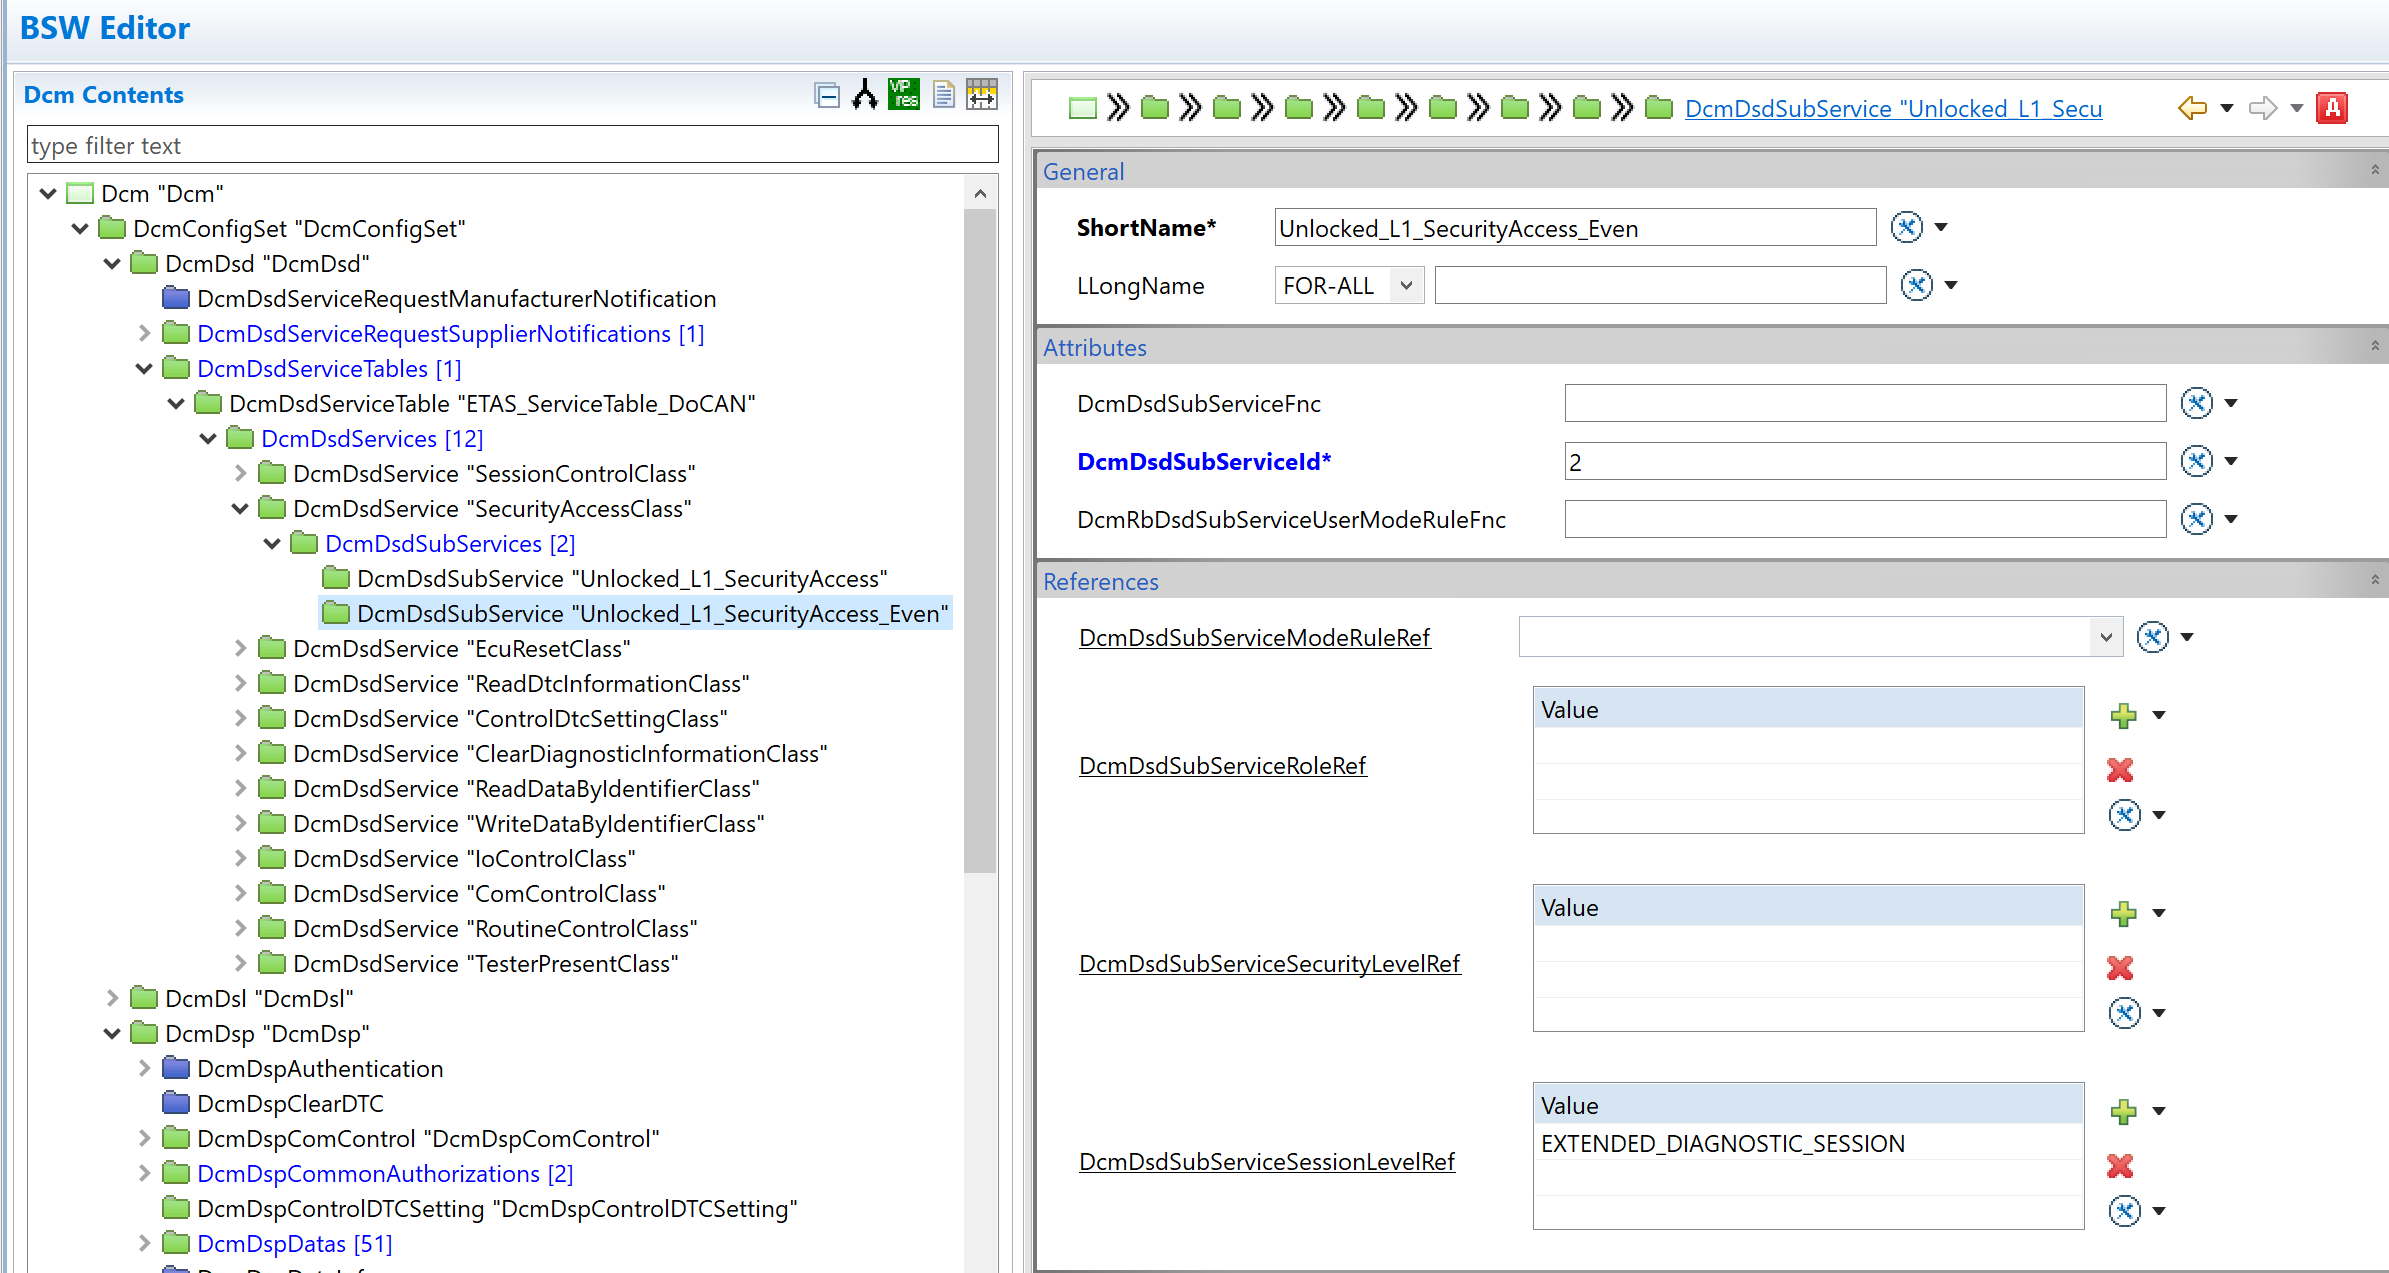 BSW Editor
Dcm Contents
VP
res
type filter text
Dcm "Dcm"
DcmConfigSet "DcmConfigSet"
DcmDsd "DcmDsd"
DcmDsdServiceRequestManufacturerNotification
DcmDsdServiceRequestSupplierNotifications [1]
DcmDsdServiceTables [1]
DcmDsdServiceTable "ETAS_ServiceTable_DoCAN"
DcmDsdServices [12]
DcmDsdService "SessionControlClass"
DcmDsdService "SecurityAccessClass"
DcmDsdSubServices [2]
DcmDsdSubService "Unlocked_L1_SecurityAccess"
DcmDsdSubService "Unlocked_L1_SecurityAccess_Even"
DcmDsdService "EcuResetClass"
DcmDsdService "ReadDtcInformationClass"
DcmDsdService "ControlDtcSettingClass"
DcmDsdService "ClearDiagnosticInformationClass"
DcmDsdService "ReadDataByIdentifierClass"
DcmDsdService "WriteDataByIdentifierClass"
DcmDsdService "IoControlClass"
DcmDsdService "ComControlClass"
DcmDsdService "RoutineControlClass"
DcmDsdService "TesterPresentClass"
DcmDsl "DcmDsl"
DcmDsp "DcmDsp"
DcmDspAuthentication
DcmDspClearDTC
DcmDspComControl "DcmDspComControl"
DcmDspCommonAuthorizations [2]
DcmDspControlDTCSetting "DcmDspControlDTCSetting"
DcmDspDatas [51]
DcmDsdSubService "Unlocked_L1_Secu
A
General
ShortName* Unlocked_L1_SecurityAccess_Even
LLongName FOR-ALL
Attributes
DcmDsdSubServiceFnc
DcmDsdSubServiceId* 2
DcmRbDsdSubServiceUserModeRuleFnc
References
DcmDsdSubServiceModeRuleRef
Value
DcmDsdSubServiceRoleRef
Value
DcmDsdSubServiceSecurityLevelRef
Value
EXTENDED_DIAGNOSTIC_SESSION
DcmDsdSubServiceSessionLevelRef